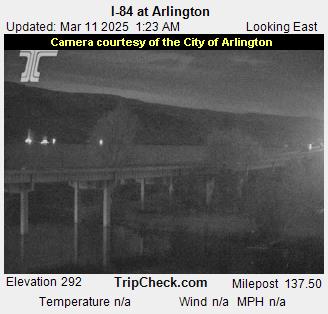 I-84 at Arlington
Updated: Mar 11 2025 1:23 AM Looking East
Camera courtesy of the City of Arlington
Elevation 292 TripCheck.com Milepost 137.50
Temperature n/a Wind n/a MPH n/a